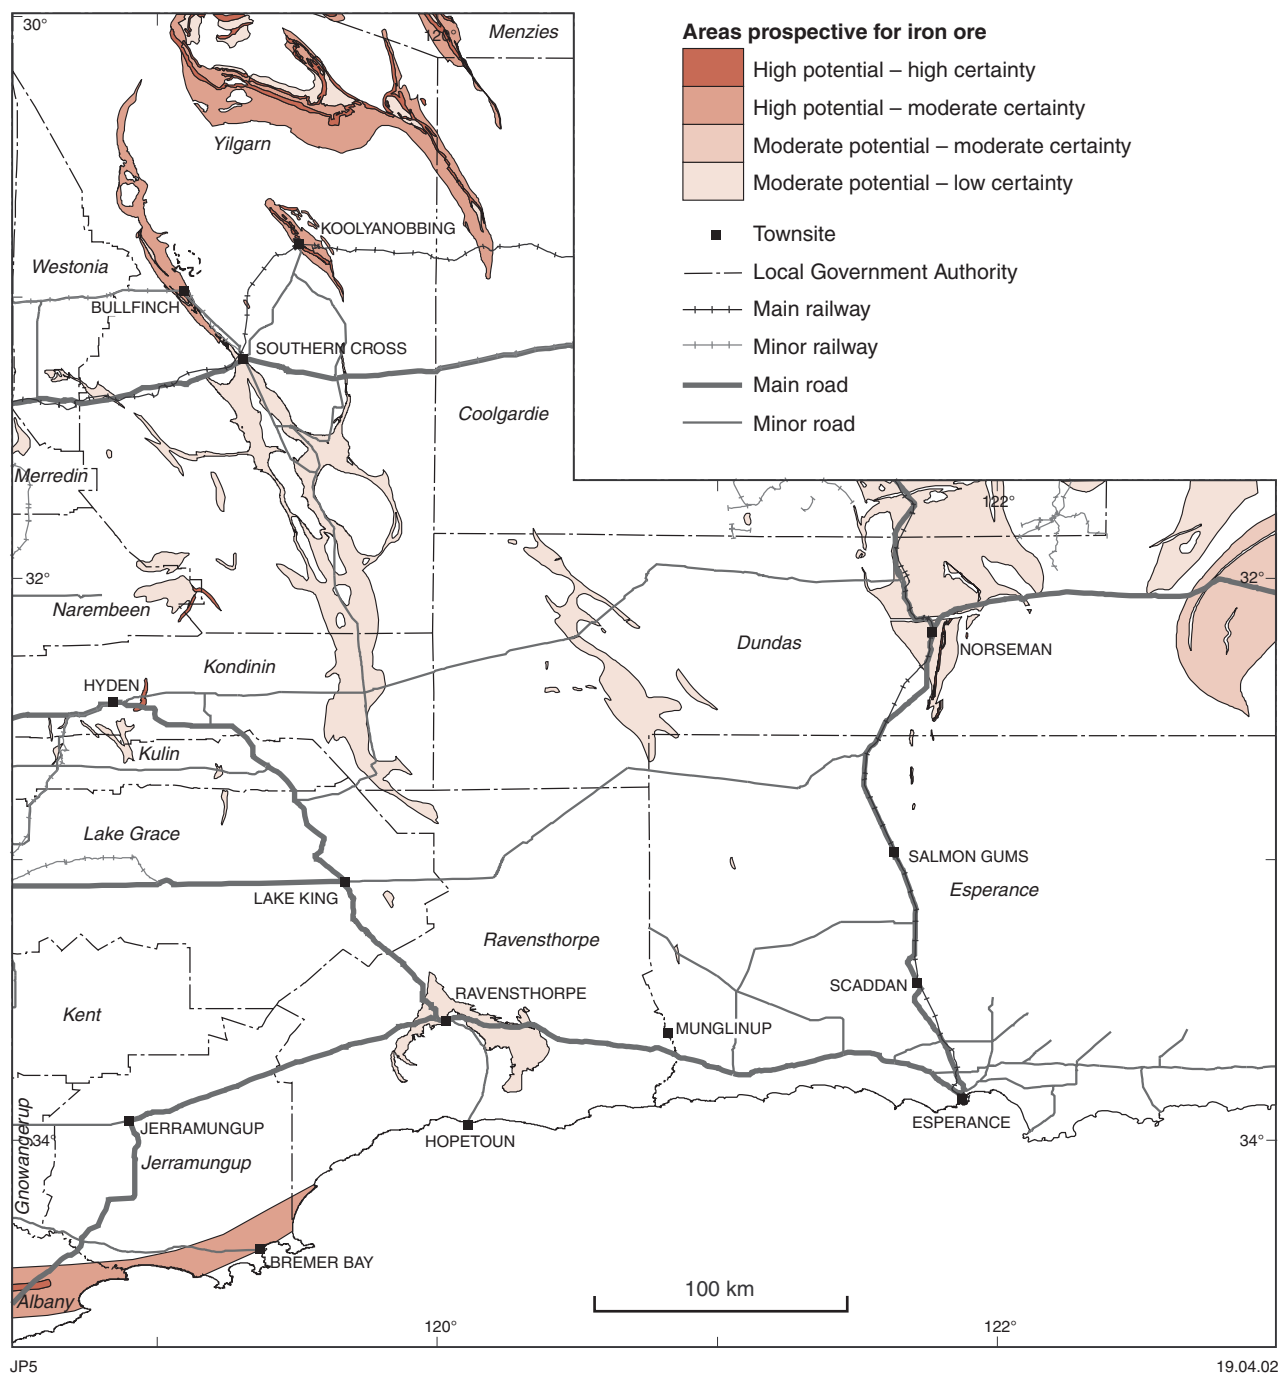 30°
120°
Menzies
Areas prospective for iron ore
High potential – high certainty
High potential – moderate certainty
Moderate potential – moderate certainty
Moderate potential – low certainty
Townsite
Local Government Authority
Main railway
Minor railway
Main road
Minor road
Yilgarn
KOOLYANOBBING
Westonia
BULLFINCH
SOUTHERN CROSS
Coolgardie
Merredin
122°
32°
32°
Narembeen
Kondinin
Dundas
NORSEMAN
HYDEN
Kulin
Lake Grace
SALMON GUMS
Esperance
LAKE KING
Ravensthorpe
SCADDAN
RAVENSTHORPE
Kent
MUNGLINUP
ESPERANCE
JERRAMUNGUP
HOPETOUN
34°
34°
Gnowangerup
Jerramungup
BREMER BAY
Albany
100 km
120°
122°
JP5
19.04.02